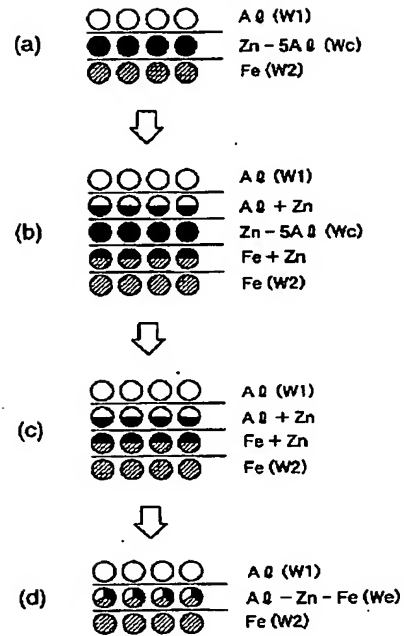 (a)
Aℓ (W1)
Zn - 5Aℓ (Wc)
Fe (W2)
(b)
Aℓ (W1)
Aℓ + Zn
Zn - 5Aℓ (Wc)
Fe + Zn
Fe (W2)
(c)
Aℓ (W1)
Aℓ + Zn
Fe + Zn
Fe (W2)
(d)
Aℓ (W1)
Aℓ - Zn - Fe (We)
Fe (W2)